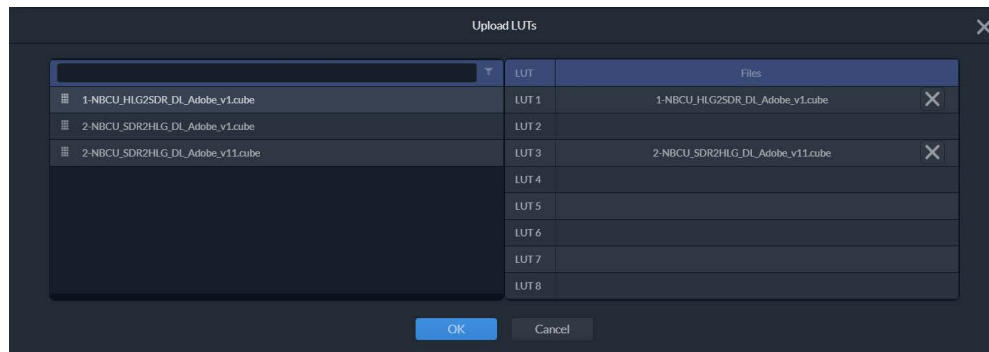 Upload LUTs
LUT Files
1-NBCU_HLG2SDR_DL_Adobe_v1.cube LUT 1 1-NBCU_HLG2SDR_DL_Adobe_v1.cube
2-NBCU_SDR2HLG_DL_Adobe_v1.cube LUT 2
2-NBCU_SDR2HLG_DL_Adobe_v11.cube LUT 3 2-NBCU_SDR2HLG_DL_Adobe_v11.cube
LUT 4
LUT 5
LUT 6
LUT 7
LUT 8
OK Cancel